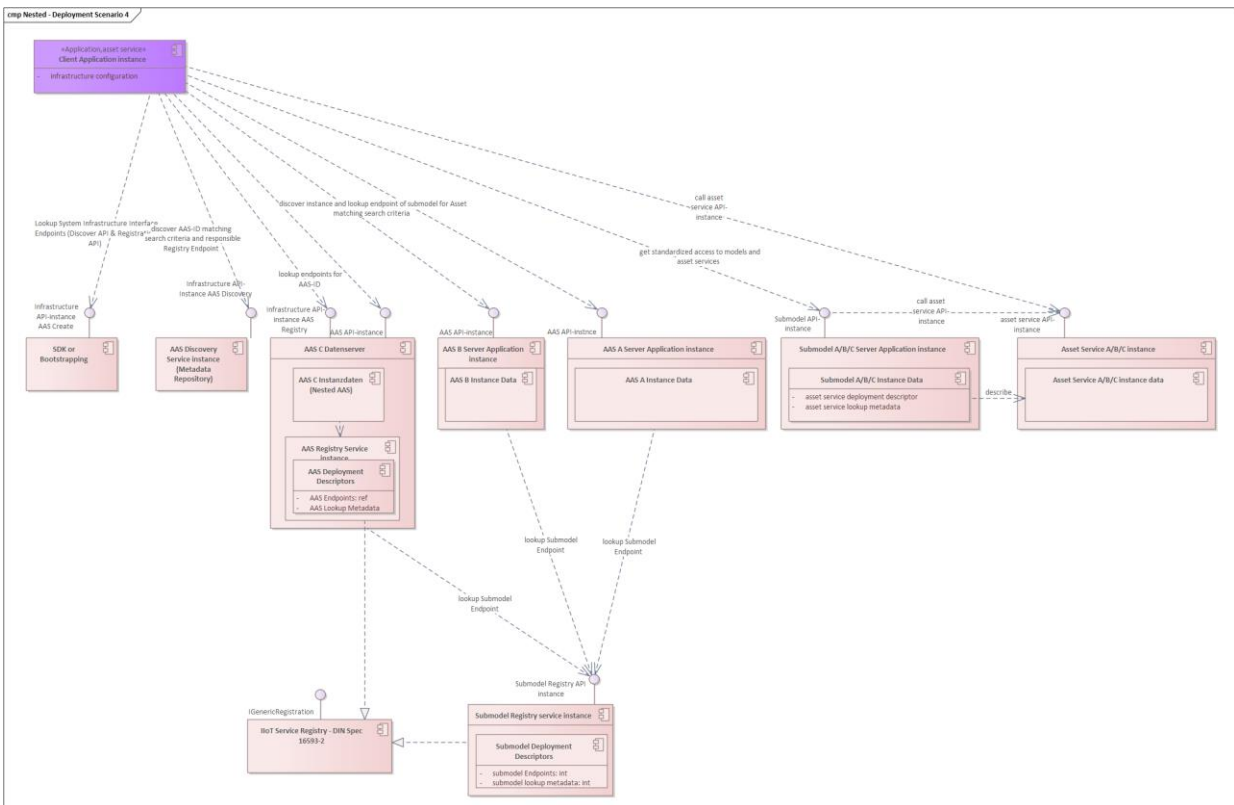 cmp Nested - Deployment Scenario 4
«Application,asset service»
Client Application instance
- Infrastructure configuration
call asset
service API-
instance
discover instance and lookup endpoint of submodel for Asset
matching search criteria
Lookup System Infrastructure Interface
Endpoints (Discover API & Registration
API)
discover AAS-ID matching
search criteria and responsible
Registry Endpoint
get standardized access to models and
asset services
lookup endpoints for
AAS-ID
Infrastructure
API-instance
AAS Create
Infrastructure API-
Instance AAS Discovery
Infrastructure API-
instance AAS
Registry
AAS API-instance
AAS API-instance
AAS API-instnce
Submodel API-
instance
call asset
service API-
instance
asset service API-
instance
SDK or
Bootstrapping
AAS Discovery
Service instance
(Metadata
Repository)
AAS C Datenserver
AAS C Instanzdaten
(Nested AAS)
AAS Registry Service
instance
AAS Deployment
Descriptors
- AAS Endpoints: ref
- AAS Lookup Metadata
AAS B Server Application
instance
AAS B Instance Data
AAS A Server Application instance
AAS A Instance Data
Submodel A/B/C Server Application instance
Submodel A/B/C Instance Data
- asset service deployment descriptor
- asset service lookup metadata
describe
Asset Service A/B/C instance
Asset Service A/B/C instance data
lookup Submodel
Endpoint
lookup Submodel
Endpoint
lookup Submodel
Endpoint
Submodel Registry API
instance
iGenericRegistration
IIoT Service Registry - DIN Spec
16593-2
Submodel Registry service instance
Submodel Deployment
Descriptors
- submodel Endpoints: int
- submodel lookup metadata: int